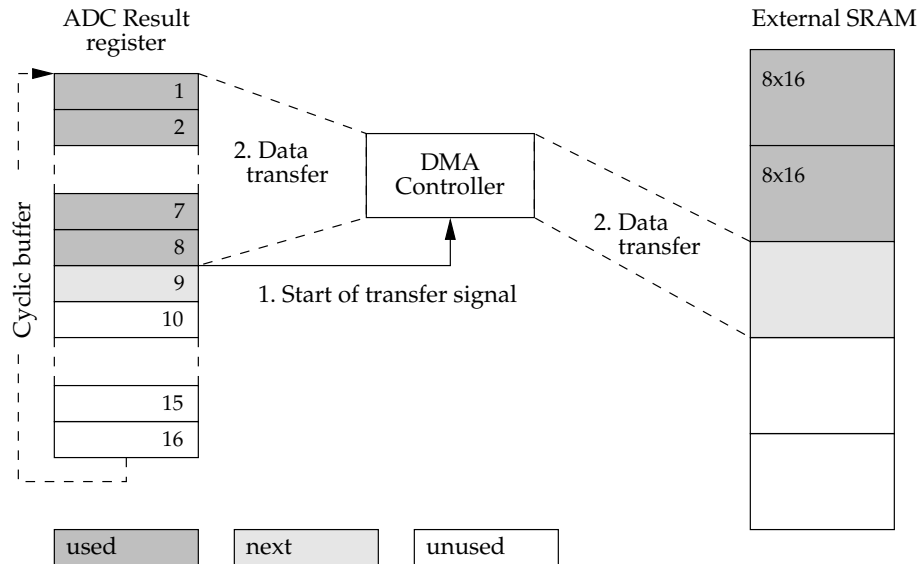 ADC Result
register
External SRAM
1
2
7
8
9
10
15
16
Cyclic buffer
2. Data
transfer
DMA
Controller
1. Start of transfer signal
2. Data
transfer
8x16
8x16
used
next
unused